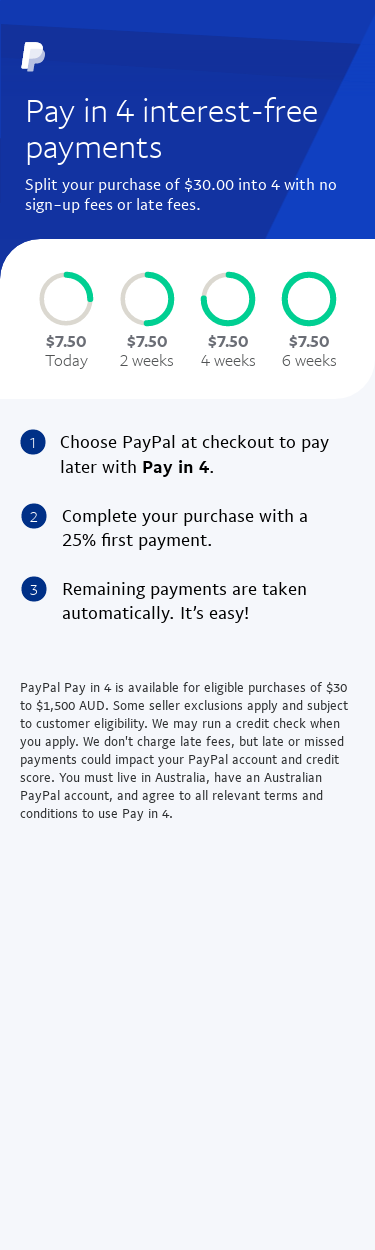 Pay in 4 interest-free
payments
Split your purchase of $30.00 into 4 with no
sign-up fees or late fees.
$7.50 $7.50 $7.50 $7.50
Today 2 weeks 4 weeks 6 weeks
1 Choose PayPal at checkout to pay
later with Pay in 4.
2 Complete your purchase with a
25% first payment.
3 Remaining payments are taken
automatically. It’s easy!
PayPal Pay in 4 is available for eligible purchases of $30
to $1,500 AUD. Some seller exclusions apply and subject
to customer eligibility. We may run a credit check when
you apply. We don't charge late fees, but late or missed
payments could impact your PayPal account and credit
score. You must live in Australia, have an Australian
PayPal account, and agree to all relevant terms and
conditions to use Pay in 4.